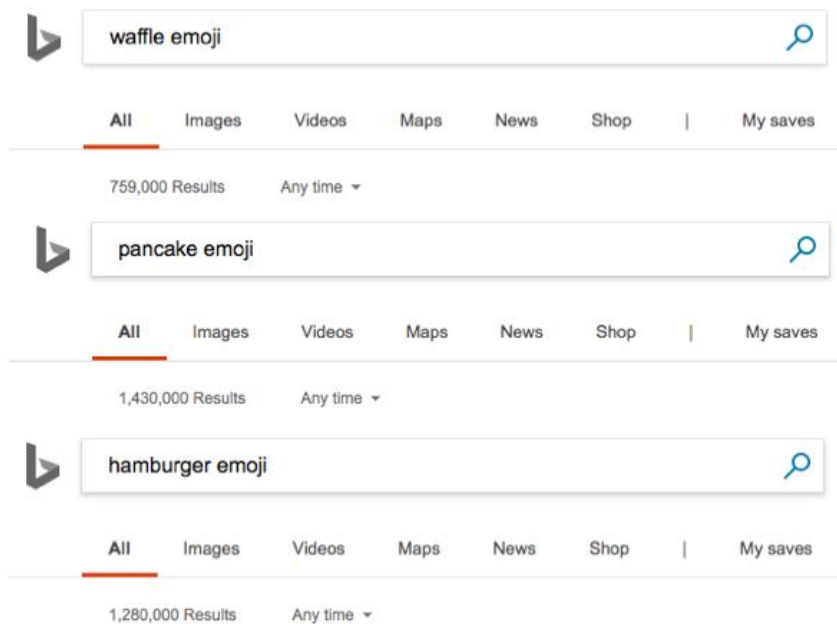 waffle emoji
All Images Videos Maps News Shop | My saves
759,000 Results Any time
pancake emoji
All Images Videos Maps News Shop | My saves
1,430,000 Results Any time
hamburger emoji
All Images Videos Maps News Shop | My saves
1,280,000 Results Any time